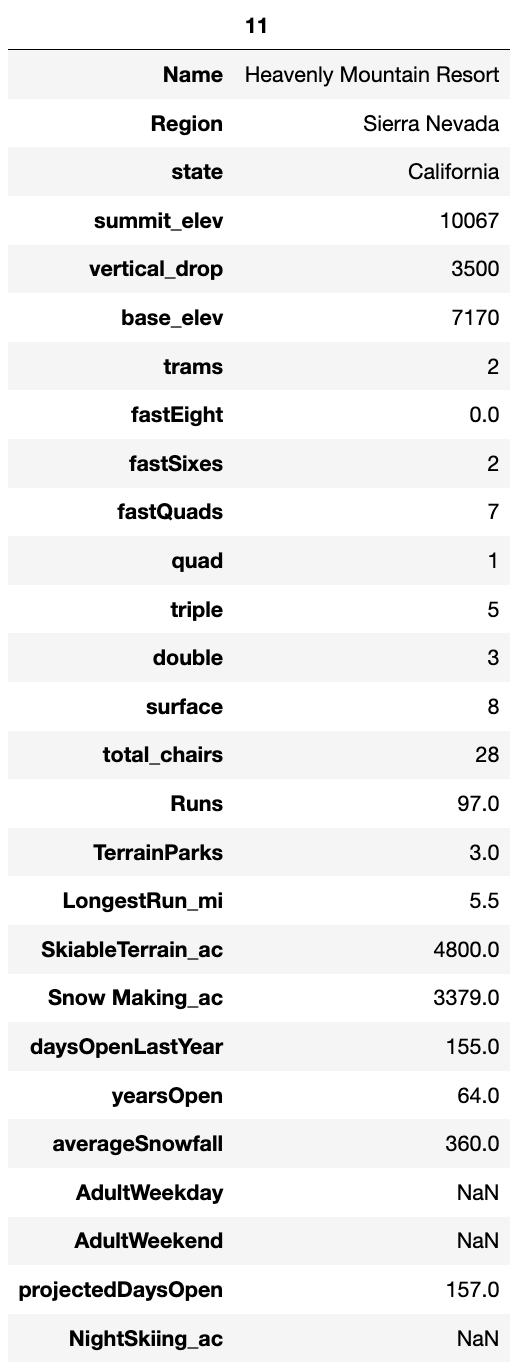 11
Name Heavenly Mountain Resort
Region Sierra Nevada
state California
summit_elev 10067
vertical_drop 3500
base_elev 7170
trams 2
fastEight 0.0
fastSixes 2
fastQuads 7
quad 1
triple 5
double 3
surface 8
total_chairs 28
Runs 97.0
TerrainParks 3.0
LongestRun_mi 5.5
SkiableTerrain_ac 4800.0
Snow Making_ac 3379.0
daysOpenLastYear 155.0
yearsOpen 64.0
averageSnowfall 360.0
AdultWeekday NaN
AdultWeekend NaN
projectedDaysOpen 157.0
NightSkiing_ac NaN